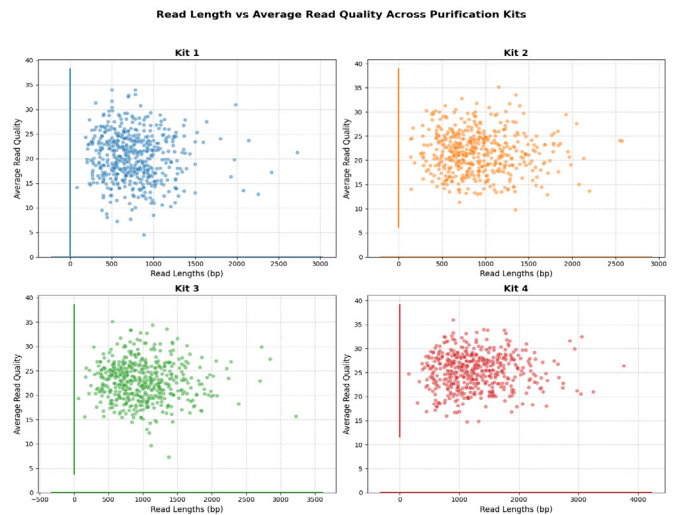 Read Length vs Average Read Quality Across Purification Kits
Kit 1
40
35
30
25
20
15
10
5
0
Average Read Quality
0 500 1000 1500 2000 2500 3000
Read Lengths (bp)
Kit 2
40
35
30
25
20
15
10
5
0
Average Read Quality
0 500 1000 1500 2000 2500 3000
Read Lengths (bp)
Kit 3
40
35
30
25
20
15
10
5
0
Average Read Quality
−500 0 500 1000 1500 2000 2500 3000 3500
Read Lengths (bp)
Kit 4
40
35
30
25
20
15
10
5
0
Average Read Quality
0 1000 2000 3000 4000
Read Lengths (bp)